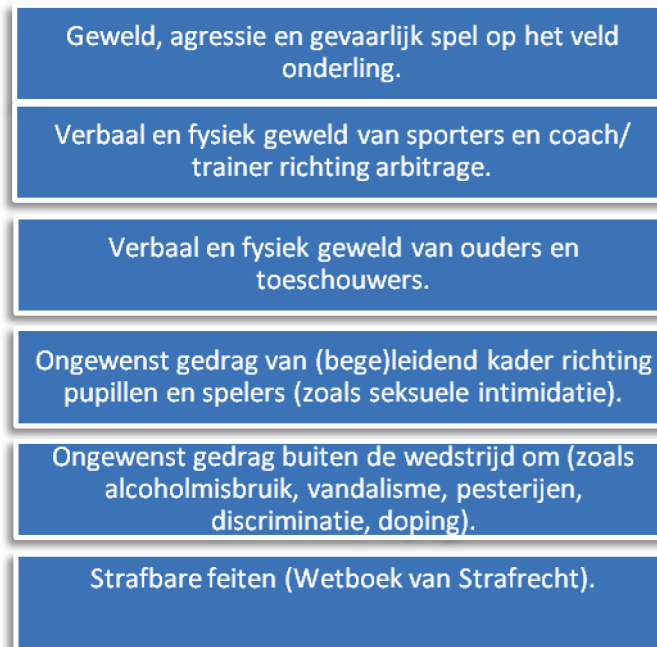 Geweld, agressie en gevaarlijk spel op het veld
onderling.
Verbaal en fysiek geweld van sporters en coach/
trainer richting arbitrage.
Verbaal en fysiek geweld van ouders en
toeschouwers.
Ongewenst gedrag van (bege)leidend kader richting
pupillen en spelers (zoals seksuele intimidatie).
Ongewenst gedrag buiten de wedstrijd om (zoals
alcoholmisbruik, vandalisme, pesterijen,
discriminatie, doping).
Strafbare feiten (Wetboek van Strafrecht).